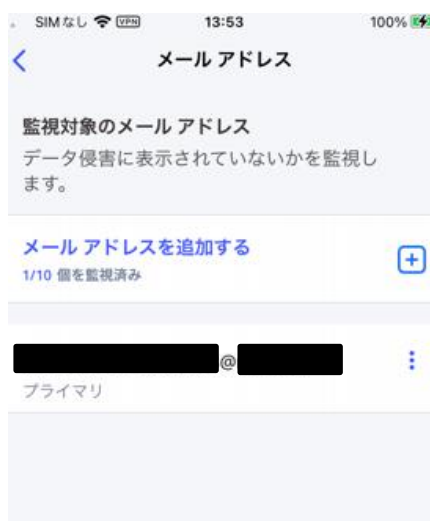 SIMなし VPN 13:53 100%
メール アドレス
監視対象のメール アドレス
データ侵害に表示されていないかを監視し
ます。
メール アドレスを追加する
1/10 個を監視済み
@
プライマリ